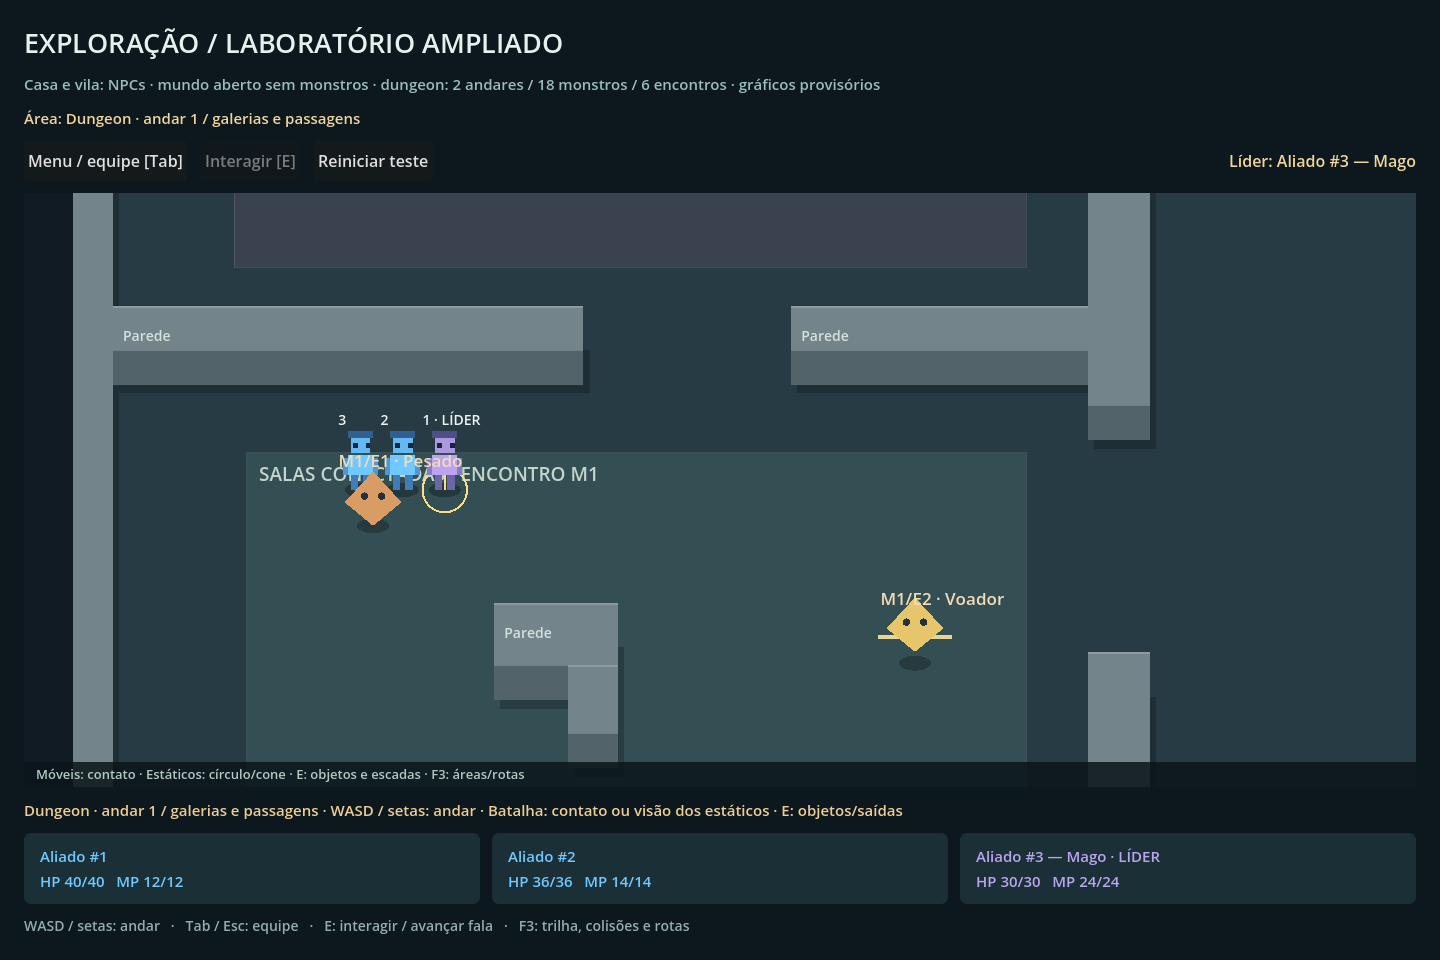 EXPLORAÇÃO / LABORATÓRIO AMPLIADO
Casa e vila: NPCs · mundo aberto sem monstros · dungeon: 2 andares / 18 monstros / 6 encontros · gráficos provisórios
Área: Dungeon · andar 1 / galerias e passagens
Menu / equipe [Tab] Interagir [E] Reiniciar teste Líder: Aliado #3 — Mago
Parede Parede
3 2 1 · LÍDER
M1/E1 · Pesado
SALAS ENCONTRO M1
M1/E2 · Voador
Parede
Móveis: contato · Estáticos: círculo/cone · E: objetos e escadas · F3: áreas/rotas
Dungeon · andar 1 / galerias e passagens · WASD / setas: andar · Batalha: contato ou visão dos estáticos · E: objetos/saídas
Aliado #1
HP 40/40 MP 12/12
Aliado #2
HP 36/36 MP 14/14
Aliado #3 — Mago · LÍDER
HP 30/30 MP 24/24
WASD / setas: andar · Tab / Esc: equipe · E: interagir / avançar fala · F3: trilha, colisões e rotas